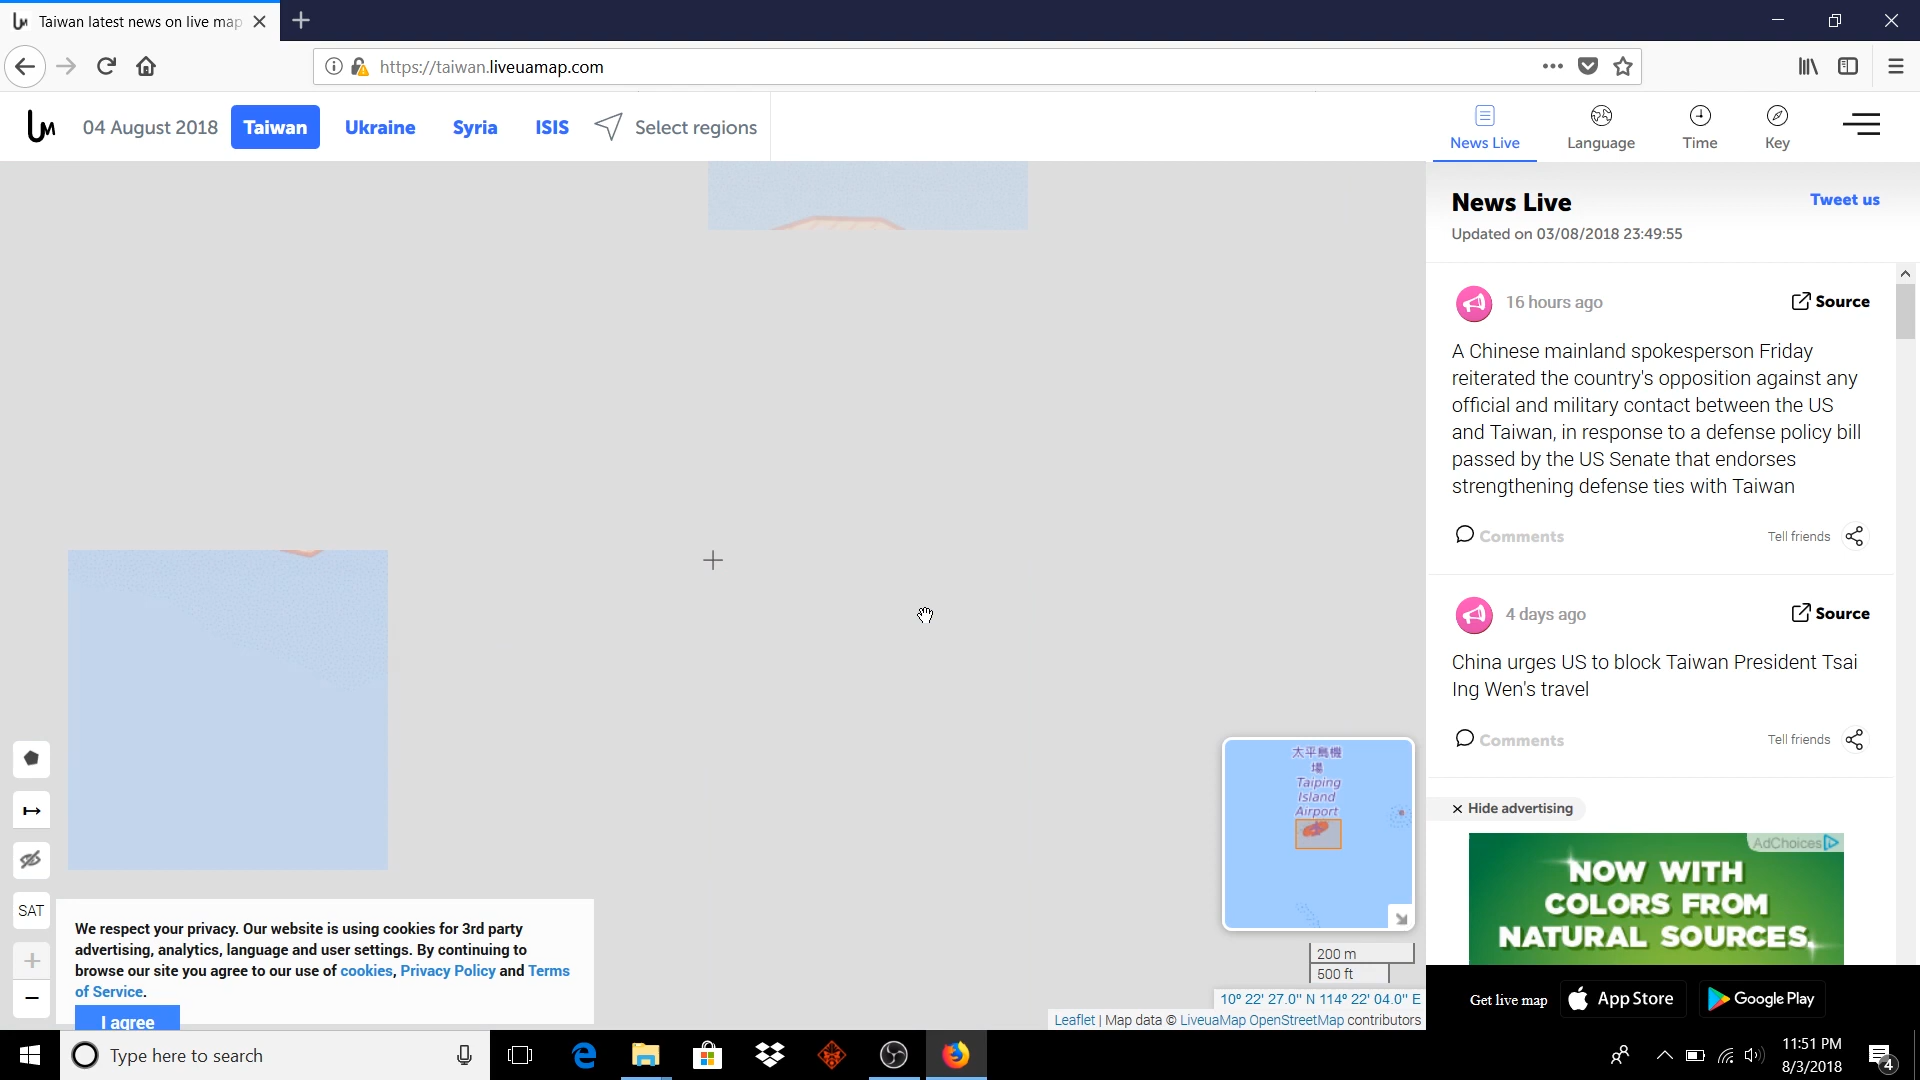 Taiwan latest news on live map
https://taiwan.liveuamap.com
04 August 2018
Taiwan
Ukraine
Syria
ISIS
Select regions
News Live
Language
Time
Key
News Live
Tweet us
Updated on 03/08/2018 23:49:55
16 hours ago
Source
A Chinese mainland spokesperson Friday
reiterated the country's opposition against any
official and military contact between the US
and Taiwan, in response to a defense policy bill
passed by the US Senate that endorses
strengthening defense ties with Taiwan
Comments
Tell friends
4 days ago
Source
China urges US to block Taiwan President Tsai
Ing Wen's travel
Comments
Tell friends
Hide advertising
AdChoices
NOW WITH
COLORS FROM
NATURAL SOURCES.
Get live map
App Store
Google Play
太平島機
場
Taiping
Island
Airport
200 m
500 ft
10º 22' 27.0" N 114º 22' 04.0" E
Leaflet | Map data © LiveuaMap OpenStreetMap contributors
SAT
+
−
We respect your privacy. Our website is using cookies for 3rd party
advertising, analytics, language and user settings. By continuing to
browse our site you agree to our use of cookies, Privacy Policy and Terms
of Service.
I agree
Type here to search
11:51 PM
8/3/2018
4